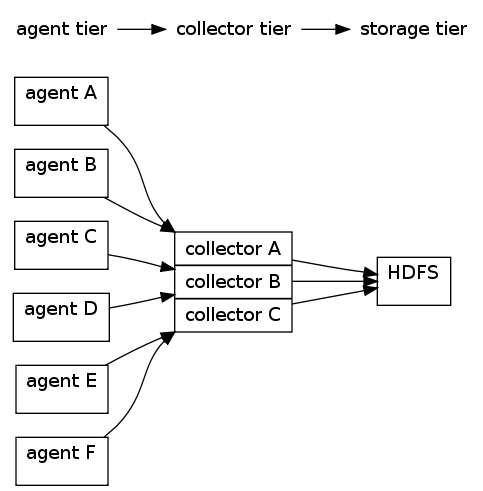 agent tier collector tier storage tier
agent A
agent B
agent C
agent D
agent E
agent F
collector A
collector B
collector C
HDFS